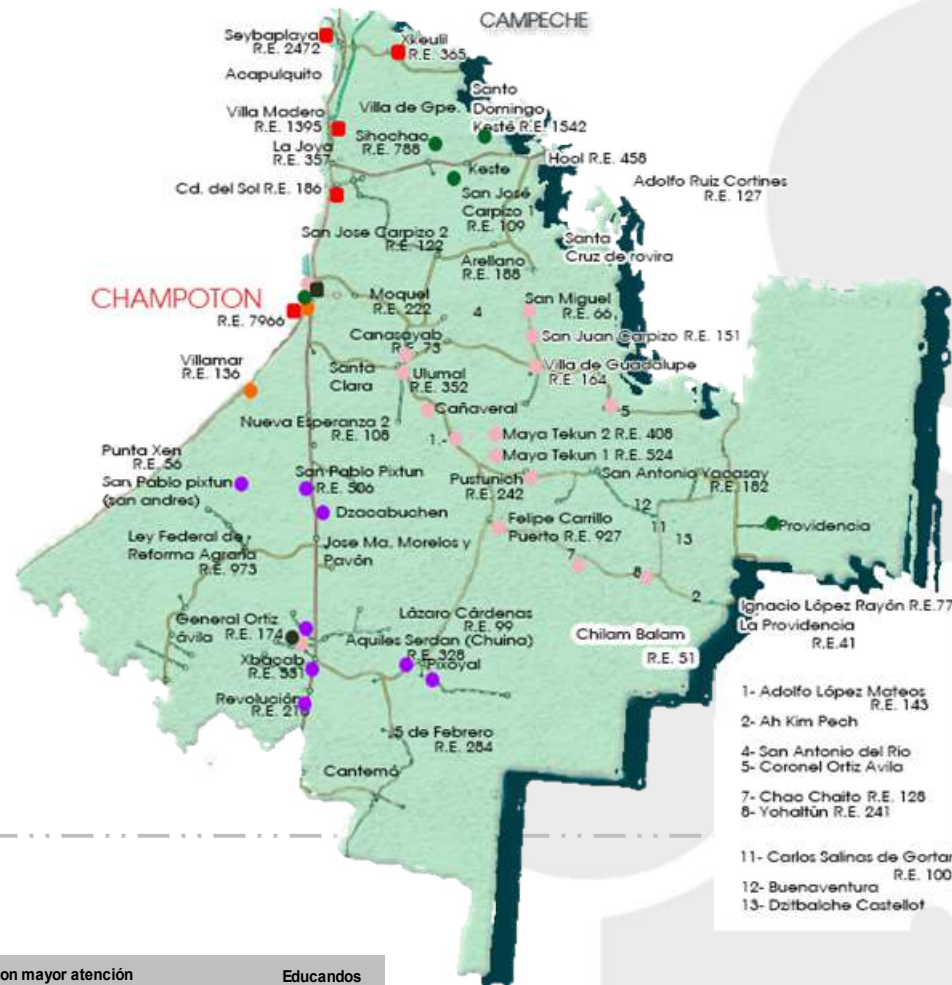 CAMPECHE
Seybaplaya
R.E. 2472
Xkeulil
R.E. 365
Acapulquito
Santo
Domingo
Kesté R.E. 1542
Villa Madero
R.E. 1395
Villa de Gpe.
Sihochac
R.E. 788
La Joya
R.E. 357
Hool R.E. 458
Keste
Cd. del Sol R.E. 186
Adolfo Ruiz Cortines
R.E. 127
San José
Carpizo 1
R.E. 109
San Jose Carpizo 2
R.E. 122
Santa
Cruz de rovira
Arellano
R.E. 188
CHAMPOTON
R.E. 7966
Moquel
R.E. 222
4
San Miguel
R.E. 66
Canasayab
R.E. 73
San Juan Carpizo R.E. 151
Villamar
R.E. 136
Santa
Clara
Ulumal
R.E. 352
Villa de Guadalupe
R.E. 164
Cañaveral
5
Nueva Esperanza 2
R.E. 108
1.-
Maya Tekun 2 R.E. 408
Maya Tekun 1 R.E. 524
Punta Xen
R.E. 56
San Pablo pixtun
(san andres)
San Pablo Pixtun
R.E. 506
Pustunich
R.E. 242
San Antonio Yacasay
R.E. 182
Dzacabuchen
12
11
13
Felipe Carrillo
Puerto R.E. 927
Providencia
Ley Federal de
Reforma Agraria
R.E. 973
Jose Ma. Morelos y
Pavón
7
8
2
General Ortiz
ávila R.E. 174
Lázaro Cárdenas
R.E. 99
Aquiles Serdan (Chuina)
R.E. 328
Chilam Balam
R.E. 51
Ignacio López Rayón R.E.77
La Providencia
R.E.41
Xbacab
R.E. 531
Pixoyal
Revolución
R.E.
5 de Febrero
R.E. 284
Cantemó
1- Adolfo López Mateos
R.E. 143
2- Ah Kim Pech
4- San Antonio del Rio
5- Coronel Ortiz Avila
7- Chac Chaito R.E. 128
8- Yohaltún R.E. 241
11- Carlos Salinas de Gortar
R.E. 100
12- Buenaventura
13- Dzitbalche Castellot
on mayor atención Educandos